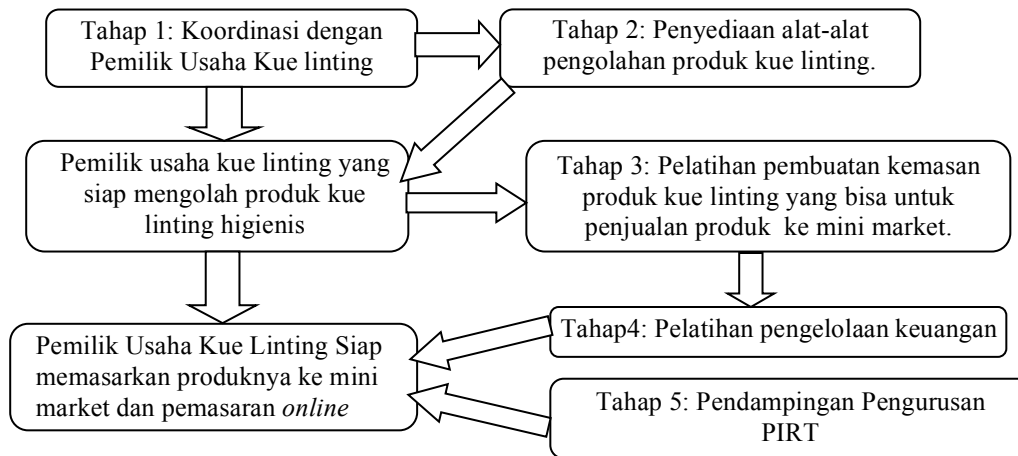 Tahap 1: Koordinasi dengan
Pemilik Usaha Kue linting
Tahap 2: Penyediaan alat-alat
pengolahan produk kue linting.
Pemilik usaha kue linting yang
siap mengolah produk kue
linting higienis
Tahap 3: Pelatihan pembuatan kemasan
produk kue linting yang bisa untuk
penjualan produk ke mini market.
Tahap4: Pelatihan pengelolaan keuangan
Pemilik Usaha Kue Linting Siap
memasarkan produknya ke mini
market dan pemasaran online
Tahap 5: Pendampingan Pengurusan
PIRT